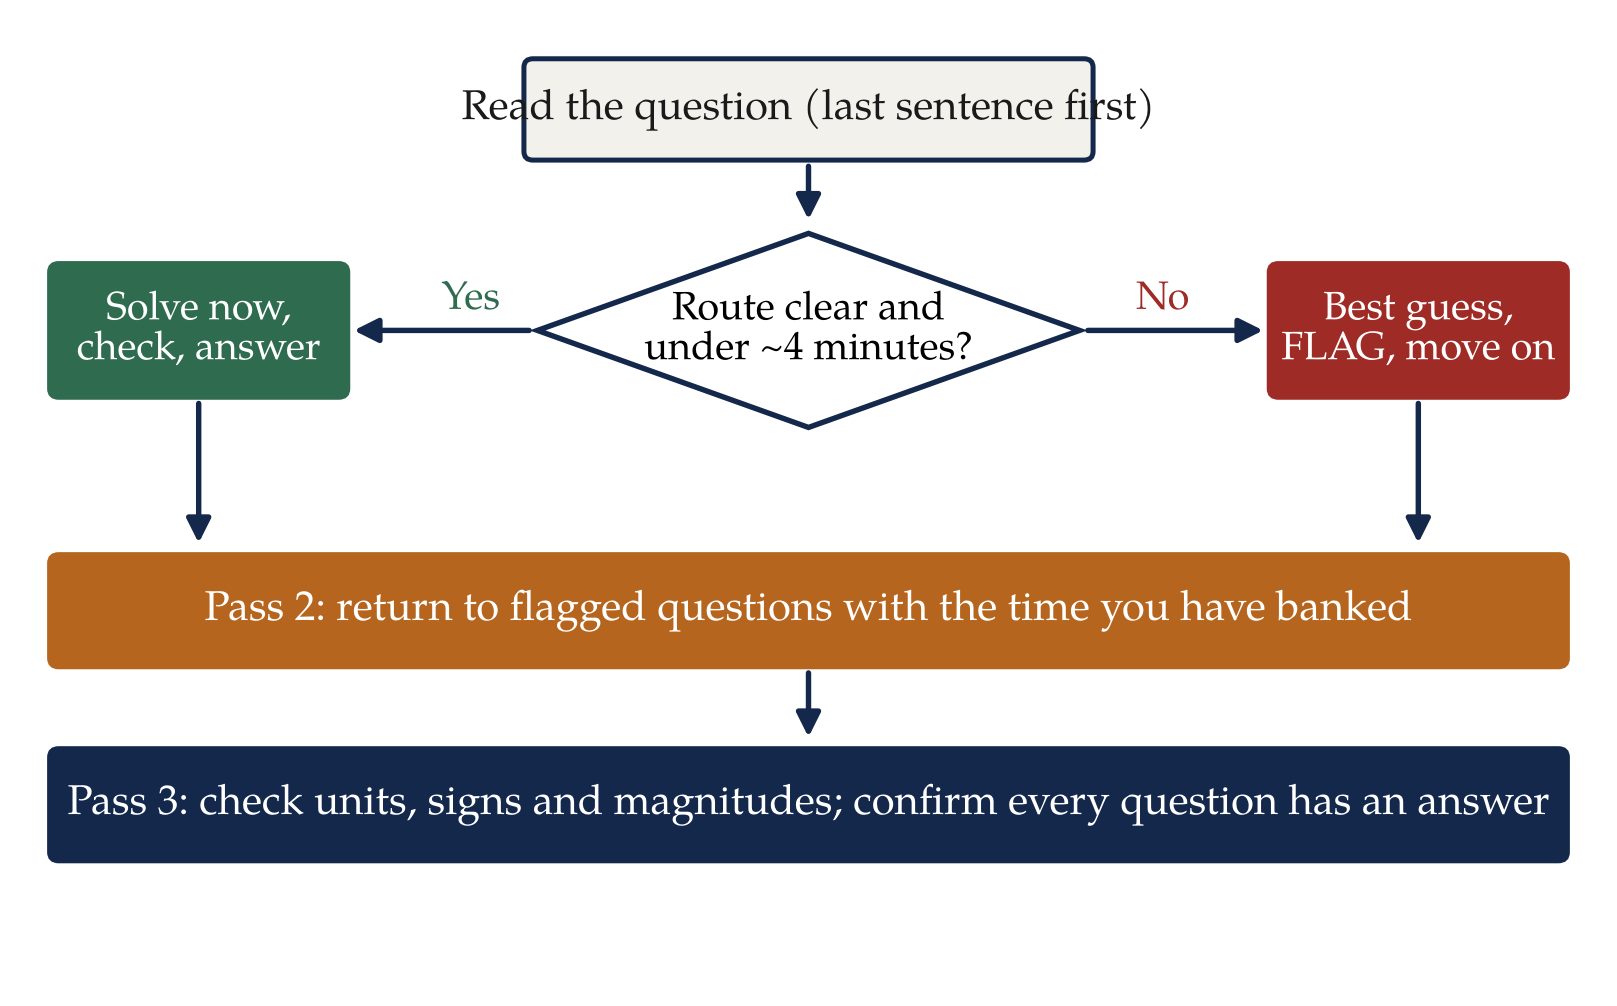 Read the question (last sentence first)
Yes
No
Solve now,
check, answer
Route clear and
under ~4 minutes?
Best guess,
FLAG, move on
Pass 2: return to flagged questions with the time you have banked
Pass 3: check units, signs and magnitudes; confirm every question has an answer